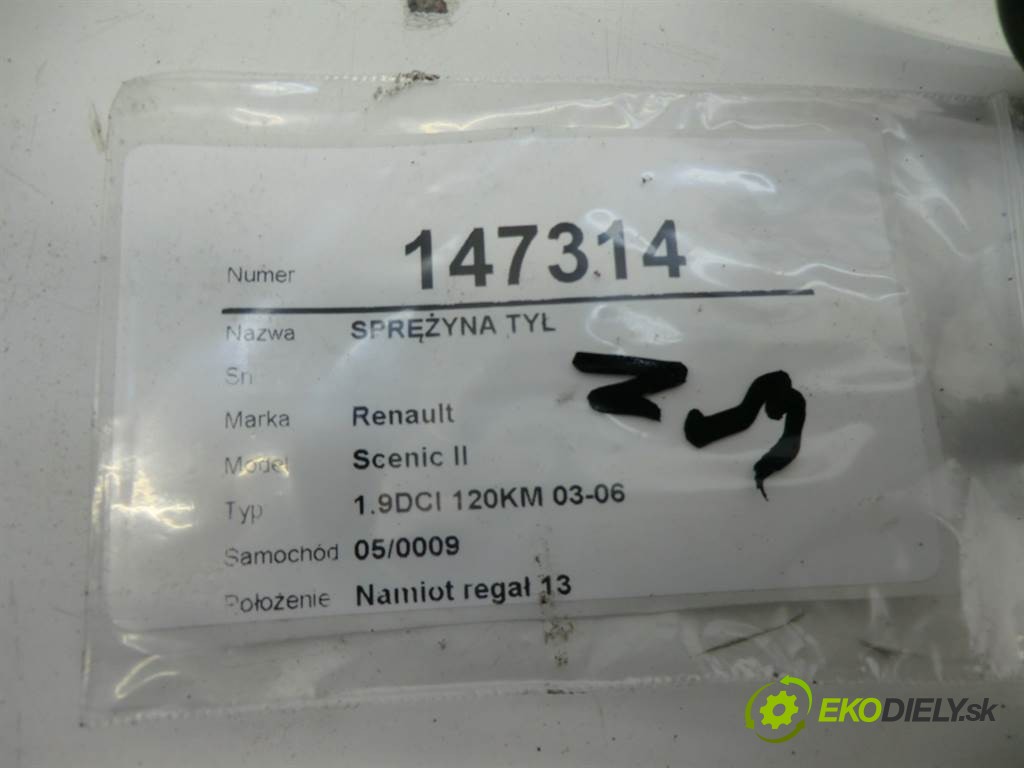 Numer 147314
Nazwa SPRĘŻYNA TYŁ
Sn
Marka Renault
Model Scenic II
Typ 1.9DCI 120KM 03-06
Samochód 05/0009
Położenie Namiot regał 13
EKODIELY.sk